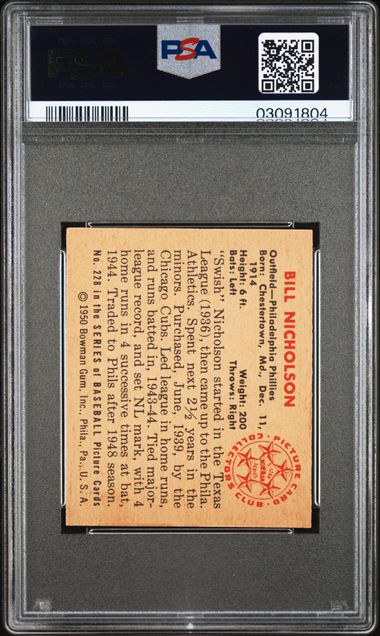 PSA
PSA
03091804
BILL NICHOLSON
Outfield—Philadelphia Phillies
Born: Chestertown, Md., Dec. 11,
1914
Height: 6 ft. Weight: 200
Bats: Left Throws: Right
"Swish" Nicholson started in the Texas
League (1936), then came up to the Phila.
Athletics. Spent next 2½ years in the
minors. Purchased, June, 1939, by the
Chicago Cubs. Led league in home runs,
and runs batted in, 1943-44. Tied major-
league record, and set NL mark, with 4
home runs in 4 successive times at bat,
1944. Traded to Phils after 1948 season.
No. 228 in the SERIES of BASEBALL Picture Cards
© 1950 Bowman Gum, Inc., Phila., Pa., U. S. A.
PICTURE CARD
COLLECTORS CLUB
BOWMAN